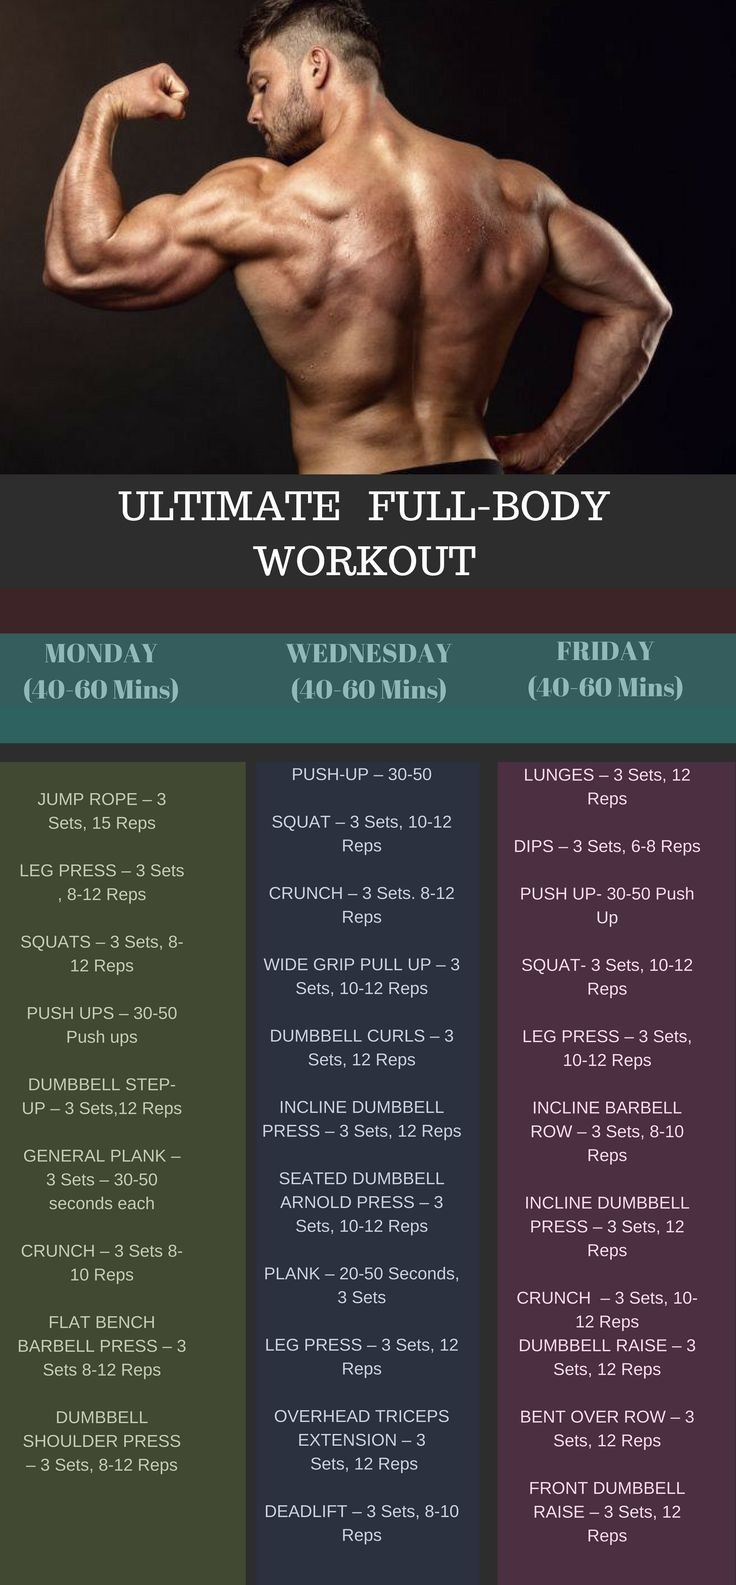 ULTIMATE FULL-BODY
WORKOUT
MONDAY
(40-60 Mins)
JUMP ROPE – 3
Sets, 15 Reps
LEG PRESS – 3 Sets
, 8-12 Reps
SQUATS – 3 Sets, 8-
12 Reps
PUSH UPS – 30-50
Push ups
DUMBBELL STEP-
UP – 3 Sets,12 Reps
GENERAL PLANK –
3 Sets – 30-50
seconds each
CRUNCH – 3 Sets 8-
10 Reps
FLAT BENCH
BARBELL PRESS – 3
Sets 8-12 Reps
DUMBBELL
SHOULDER PRESS
– 3 Sets, 8-12 Reps
WEDNESDAY
(40-60 Mins)
PUSH-UP – 30-50
SQUAT – 3 Sets, 10-12
Reps
CRUNCH – 3 Sets. 8-12
Reps
WIDE GRIP PULL UP – 3
Sets, 10-12 Reps
DUMBBELL CURLS – 3
Sets, 12 Reps
INCLINE DUMBBELL
PRESS – 3 Sets, 12 Reps
SEATED DUMBBELL
ARNOLD PRESS – 3
Sets, 10-12 Reps
PLANK – 20-50 Seconds,
3 Sets
LEG PRESS – 3 Sets, 12
Reps
OVERHEAD TRICEPS
EXTENSION – 3
Sets, 12 Reps
DEADLIFT – 3 Sets, 8-10
Reps
FRIDAY
(40-60 Mins)
LUNGES – 3 Sets, 12
Reps
DIPS – 3 Sets, 6-8 Reps
PUSH UP- 30-50 Push
Up
SQUAT- 3 Sets, 10-12
Reps
LEG PRESS – 3 Sets,
10-12 Reps
INCLINE BARBELL
ROW – 3 Sets, 8-10
Reps
INCLINE DUMBBELL
PRESS – 3 Sets, 12
Reps
CRUNCH – 3 Sets, 10-
12 Reps
DUMBBELL RAISE – 3
Sets, 12 Reps
BENT OVER ROW – 3
Sets, 12 Reps
FRONT DUMBBELL
RAISE – 3 Sets, 12
Reps